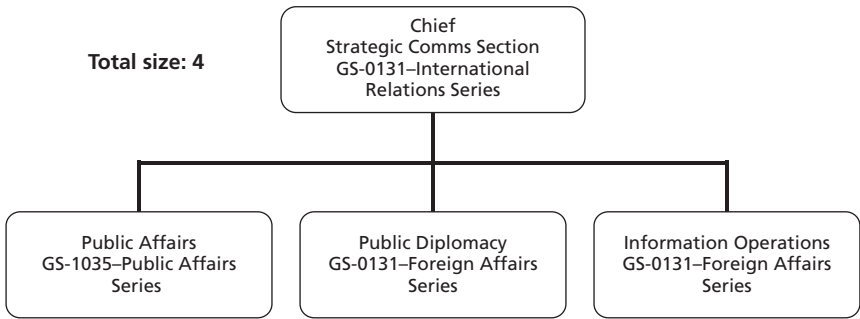 Total size: 4
Chief
Strategic Comms Section
GS-0131–International
Relations Series
Public Affairs
GS-1035–Public Affairs
Series
Public Diplomacy
GS-0131–Foreign Affairs
Series
Information Operations
GS-0131–Foreign Affairs
Series